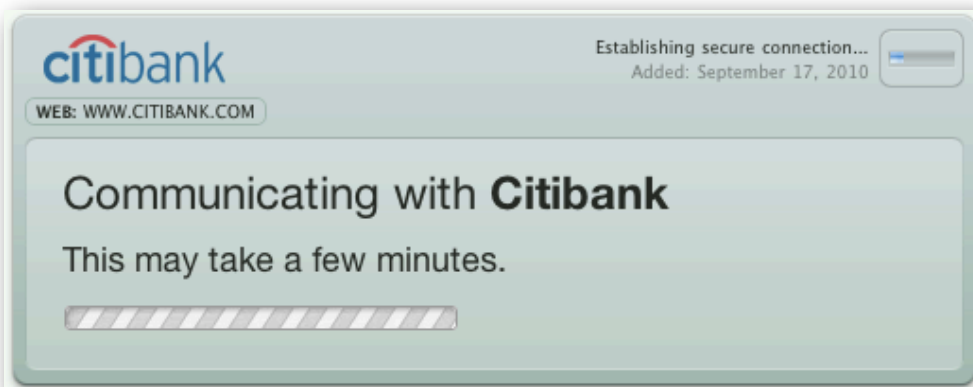 citibank
Establishing secure connection...
Added: September 17, 2010
WEB: WWW.CITIBANK.COM
Communicating with Citibank
This may take a few minutes.